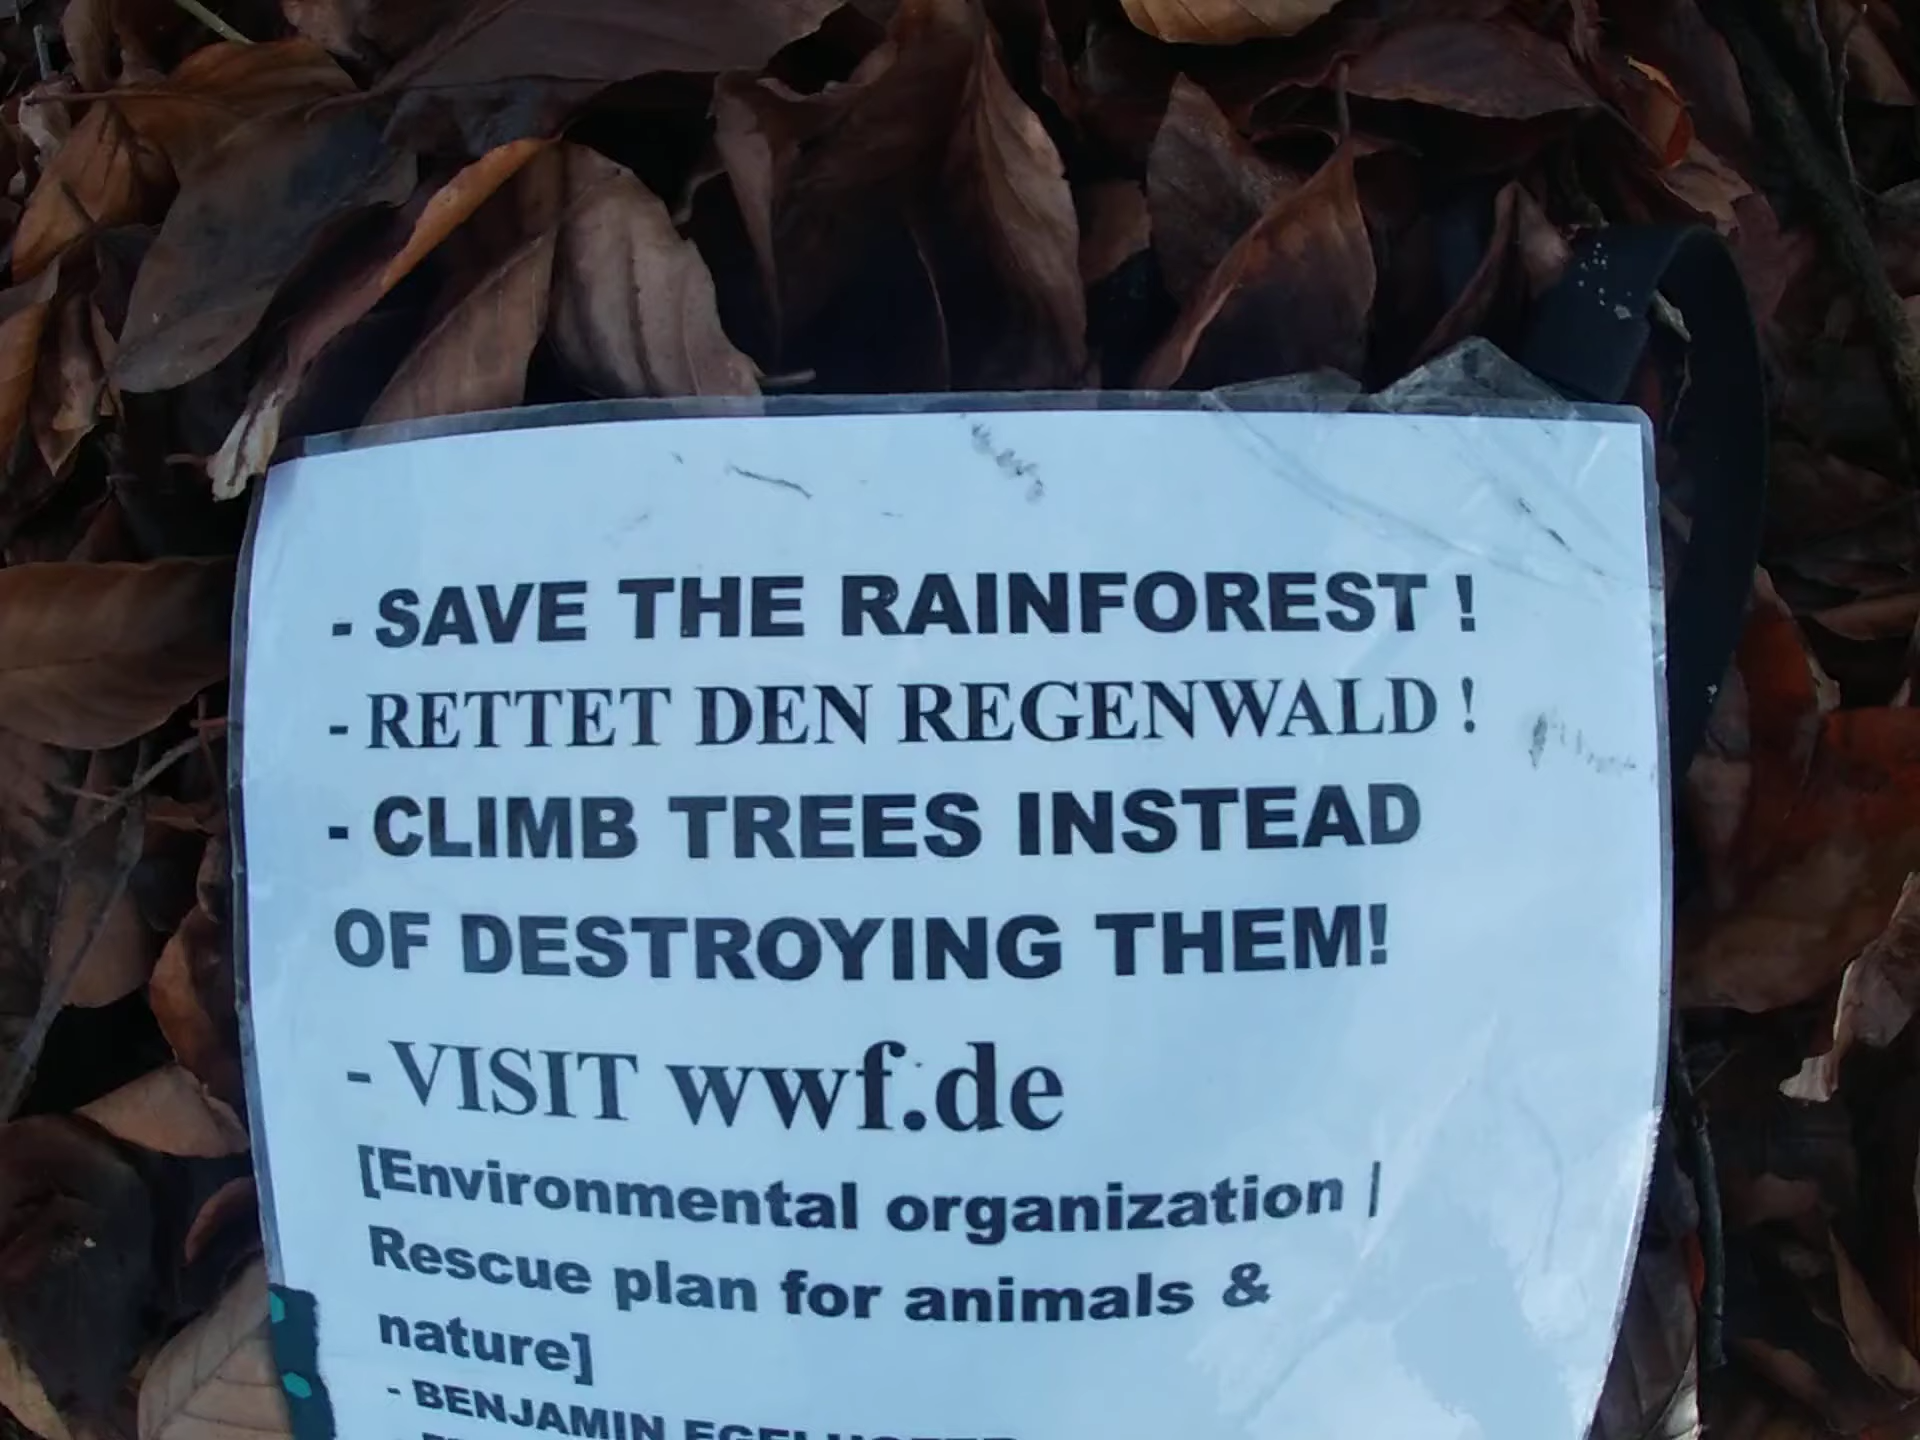 - SAVE THE RAINFOREST !
- RETTET DEN REGENWALD !
- CLIMB TREES INSTEAD
OF DESTROYING THEM!
- VISIT wwf.de
[Environmental organization |
Rescue plan for animals &
nature]
- BENJAMIN